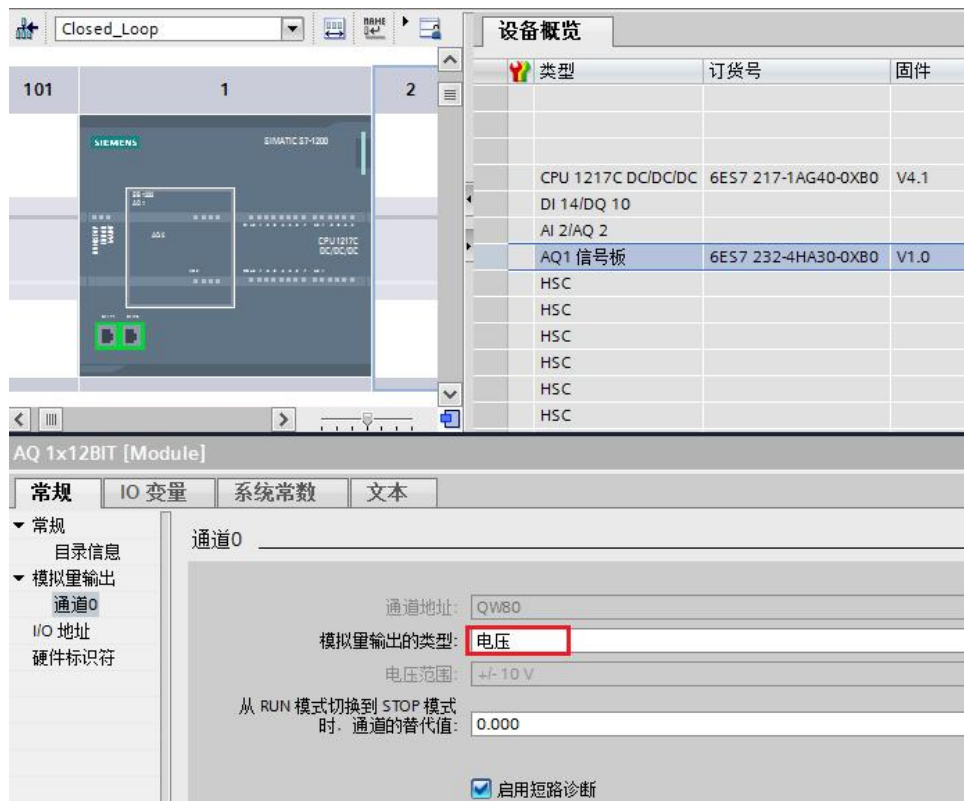 Closed_Loop
NAME
设备概览
类型 订货号 固件
101 1 2
SIEMENS SIMATIC S7-1200
CPU 1217C
DC/DC/DC
CPU 1217C DC/DC/DC 6ES7 217-1AG40-0XB0 V4.1
DI 14/DQ 10
AI 2/AQ 2
AQ1 信号板 6ES7 232-4HA30-0XB0 V1.0
HSC
HSC
HSC
HSC
HSC
HSC
AQ 1x12BIT [Module]
常规 IO 变量 系统常数 文本
常规
目录信息
模拟量输出
通道0
I/O 地址
硬件标识符
通道0
通道地址: QW80
模拟量输出的类型: 电压
电压范围: +/- 10 V
从 RUN 模式切换到 STOP 模式
时，通道的替代值: 0.000
启用短路诊断